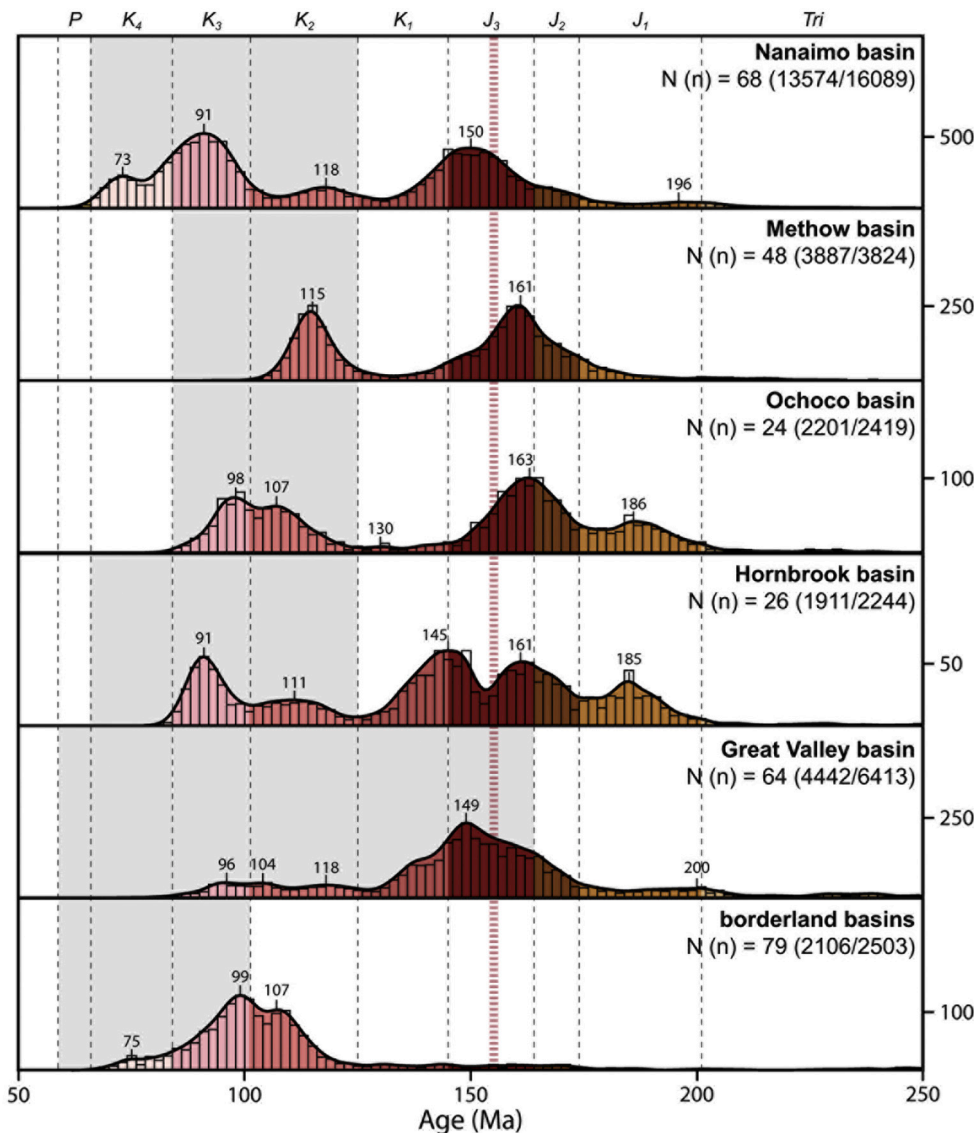 P K4 K3 K2 K1 J3 J2 J1 Tri
Nanaimo basin
N (n) = 68 (13574/16089)
91
73
118
150
196
500
Methow basin
N (n) = 48 (3887/3824)
115
161
250
Ochoco basin
N (n) = 24 (2201/2419)
98
107
130
163
186
100
Hornbrook basin
N (n) = 26 (1911/2244)
91
111
145
161
185
50
Great Valley basin
N (n) = 64 (4442/6413)
96
104
118
149
200
250
borderland basins
N (n) = 79 (2106/2503)
75
99
107
100
50 100 150 200 250
Age (Ma)